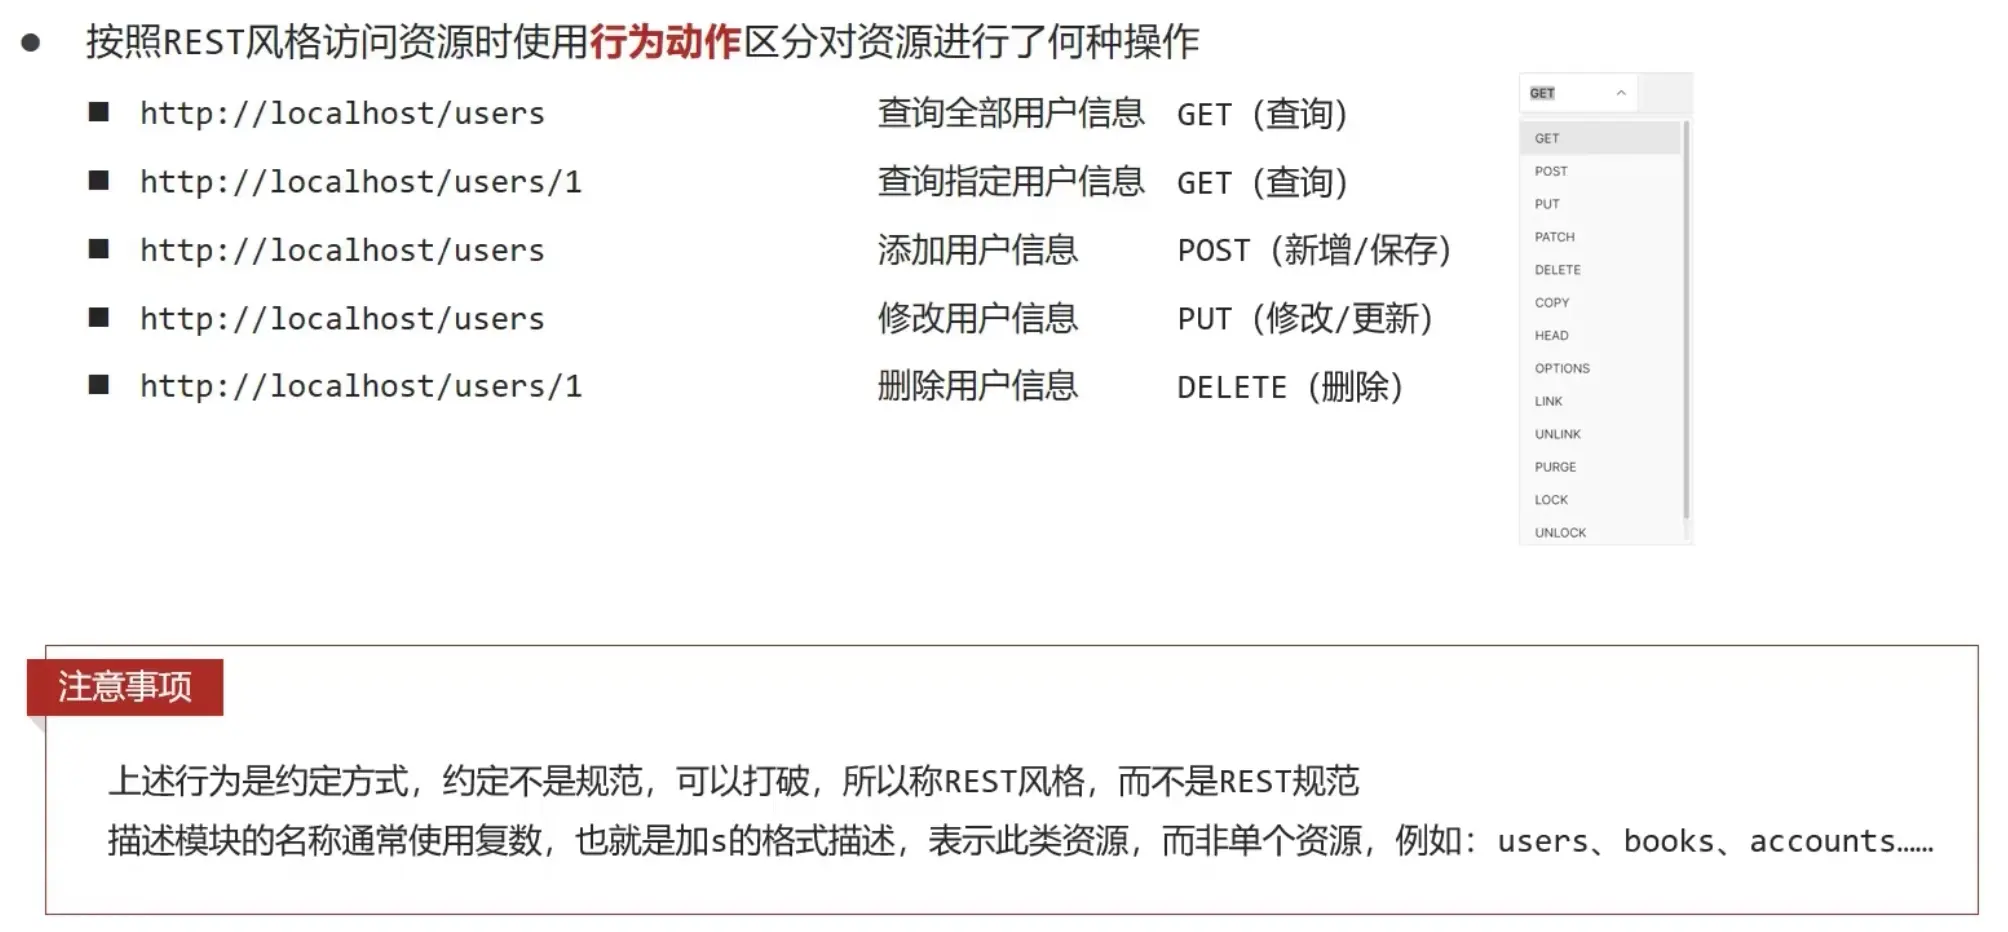 ● 按照REST风格访问资源时使用行为动作区分对资源进行了何种操作
■ http://localhost/users 查询全部用户信息 GET（查询）
■ http://localhost/users/1 查询指定用户信息 GET（查询）
■ http://localhost/users 添加用户信息 POST（新增/保存）
■ http://localhost/users 修改用户信息 PUT（修改/更新）
■ http://localhost/users/1 删除用户信息 DELETE（删除）
GET
GET
POST
PUT
PATCH
DELETE
COPY
HEAD
OPTIONS
LINK
UNLINK
PURGE
LOCK
UNLOCK
注意事项
上述行为是约定方式，约定不是规范，可以打破，所以称REST风格，而不是REST规范
描述模块的名称通常使用复数，也就是加s的格式描述，表示此类资源，而非单个资源，例如：users、books、accounts……